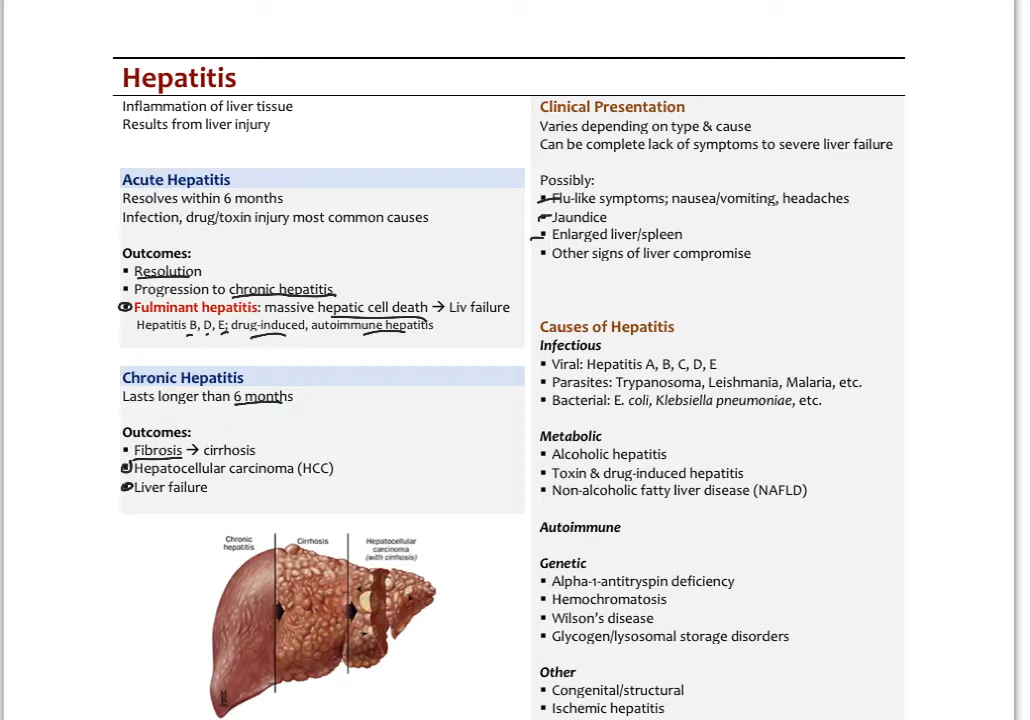 Hepatitis
Inflammation of liver tissue
Results from liver injury
Acute Hepatitis
Resolves within 6 months
Infection, drug/toxin injury most common causes
Outcomes:
▪ Resolution
▪ Progression to chronic hepatitis
Fulminant hepatitis: massive hepatic cell death → Liv failure
Hepatitis B, D, E; drug-induced, autoimmune hepatitis
Chronic Hepatitis
Lasts longer than 6 months
Outcomes:
▪ Fibrosis → cirrhosis
Hepatocellular carcinoma (HCC)
Liver failure
Chronic
hepatitis
Cirrhosis
Hepatocellular
carcinoma
(with cirrhosis)
Clinical Presentation
Varies depending on type & cause
Can be complete lack of symptoms to severe liver failure
Possibly:
▪ Flu-like symptoms; nausea/vomiting, headaches
▪ Jaundice
▪ Enlarged liver/spleen
▪ Other signs of liver compromise
Causes of Hepatitis
Infectious
▪ Viral: Hepatitis A, B, C, D, E
▪ Parasites: Trypanosoma, Leishmania, Malaria, etc.
▪ Bacterial: E. coli, Klebsiella pneumoniae, etc.
Metabolic
▪ Alcoholic hepatitis
▪ Toxin & drug-induced hepatitis
▪ Non-alcoholic fatty liver disease (NAFLD)
Autoimmune
Genetic
▪ Alpha-1-antitryspin deficiency
▪ Hemochromatosis
▪ Wilson's disease
▪ Glycogen/lysosomal storage disorders
Other
▪ Congenital/structural
▪ Ischemic hepatitis